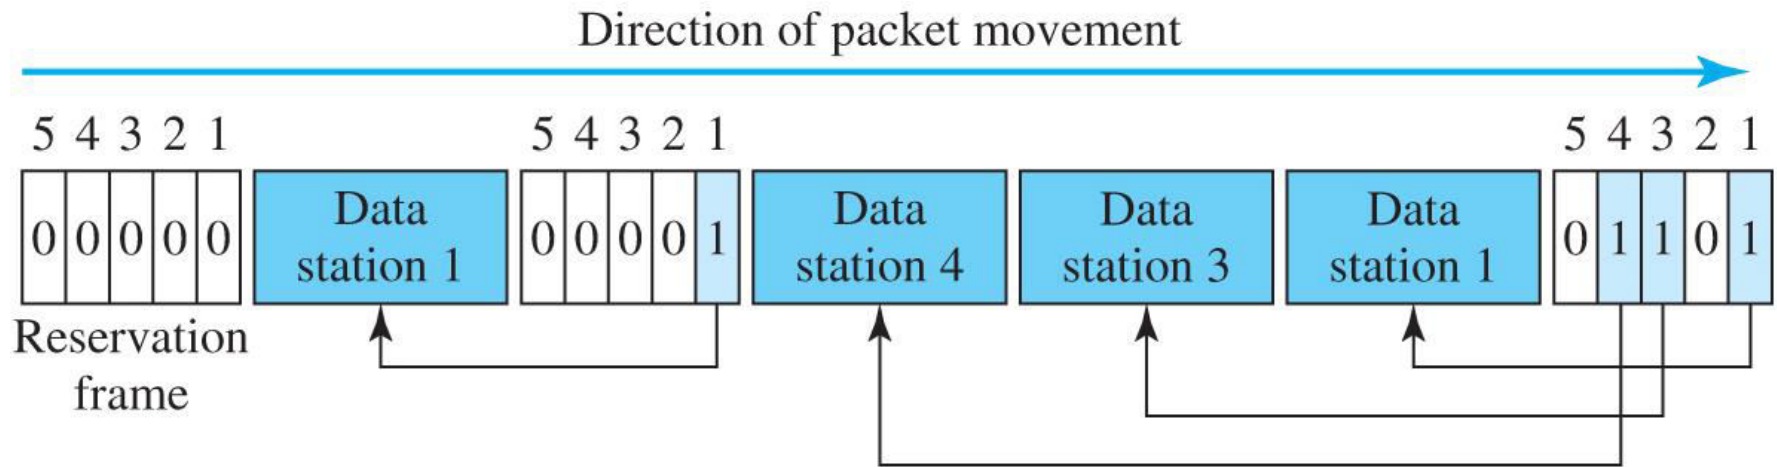 Direction of packet movement
5 4 3 2 1
5 4 3 2 1
5 4 3 2 1
0 0 0 0 0
Data
station 1
0 0 0 0 1
Data
station 4
Data
station 3
Data
station 1
0 1 1 0 1
Reservation
frame